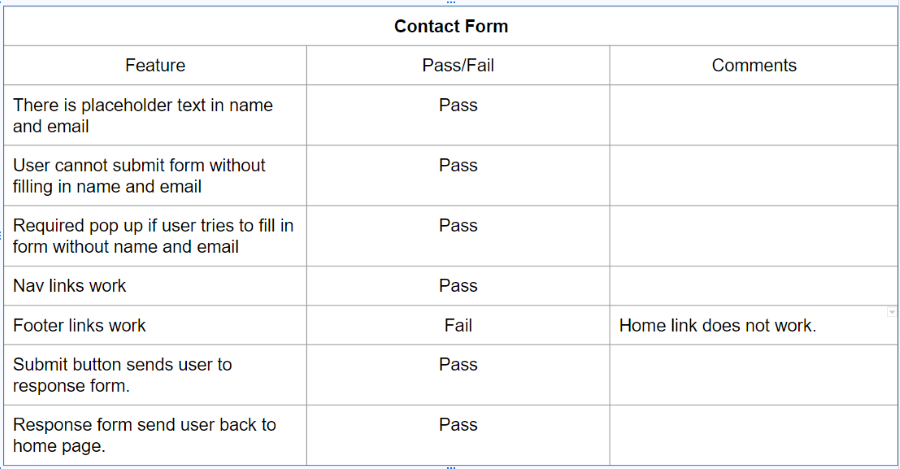 Contact Form
Feature Pass/Fail Comments
There is placeholder text in name Pass
and email
User cannot submit form without Pass
filling in name and email
Required pop up if user tries to fill in Pass
form without name and email
Nav links work Pass
Footer links work Fail Home link does not work.
Submit button sends user to Pass
response form.
Response form send user back to Pass
home page.